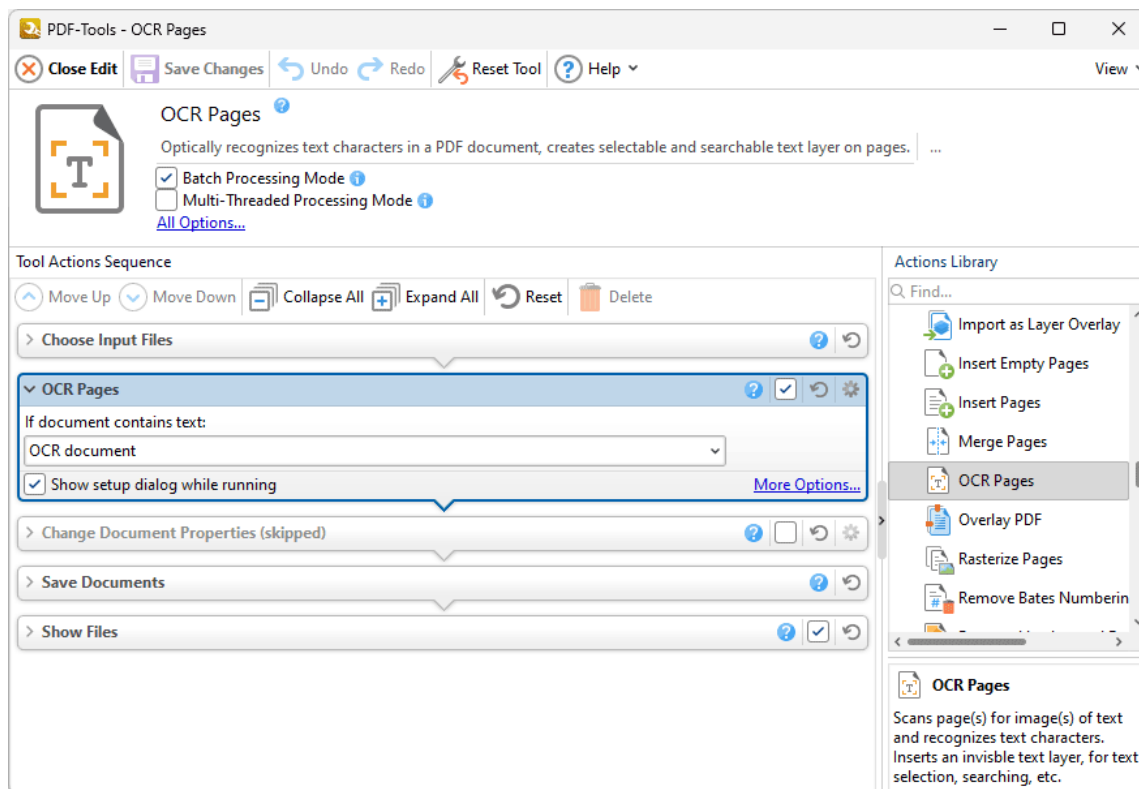 PDF-Tools - OCR Pages
Close Edit Save Changes Undo Redo Reset Tool ? Help View
OCR Pages ?
Optically recognizes text characters in a PDF document, creates selectable and searchable text layer on pages. ...
Batch Processing Mode i
Multi-Threaded Processing Mode i
All Options...
Tool Actions Sequence
Move Up Move Down Collapse All Expand All Reset Delete
Choose Input Files ?
OCR Pages ?
If document contains text:
OCR document
Show setup dialog while running More Options...
Change Document Properties (skipped) ?
Save Documents ?
Show Files ?
Actions Library
Find...
Import as Layer Overlay
Insert Empty Pages
Insert Pages
Merge Pages
OCR Pages
Overlay PDF
Rasterize Pages
Remove Bates Numberin
OCR Pages
Scans page(s) for image(s) of text
and recognizes text characters.
Inserts an invisble text layer, for text
selection, searching, etc.